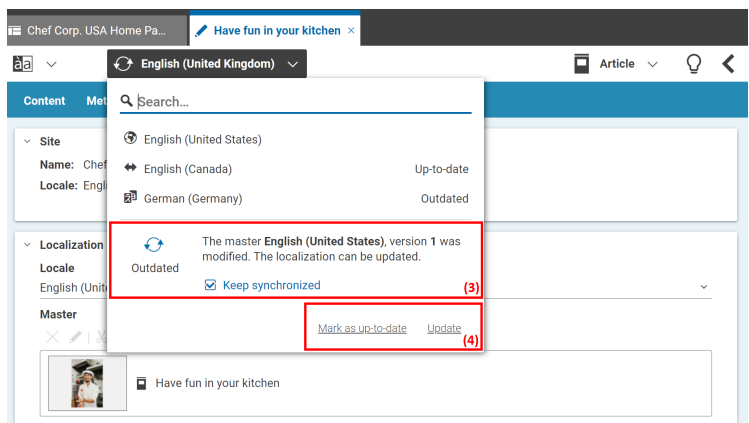 Chef Corp. USA Home Pa...
Have fun in your kitchen ×
àa
English (United Kingdom)
Article
Content Met
Search...
Site
English (United States)
Name: Chef
English (Canada) Up-to-date
Locale: Engli
German (Germany) Outdated
Localization
The master English (United States), version 1 was
modified. The localization can be updated.
Outdated
Locale
Keep synchronized
(3)
English (Unit
Master
Mark as up-to-date Update
(4)
Have fun in your kitchen